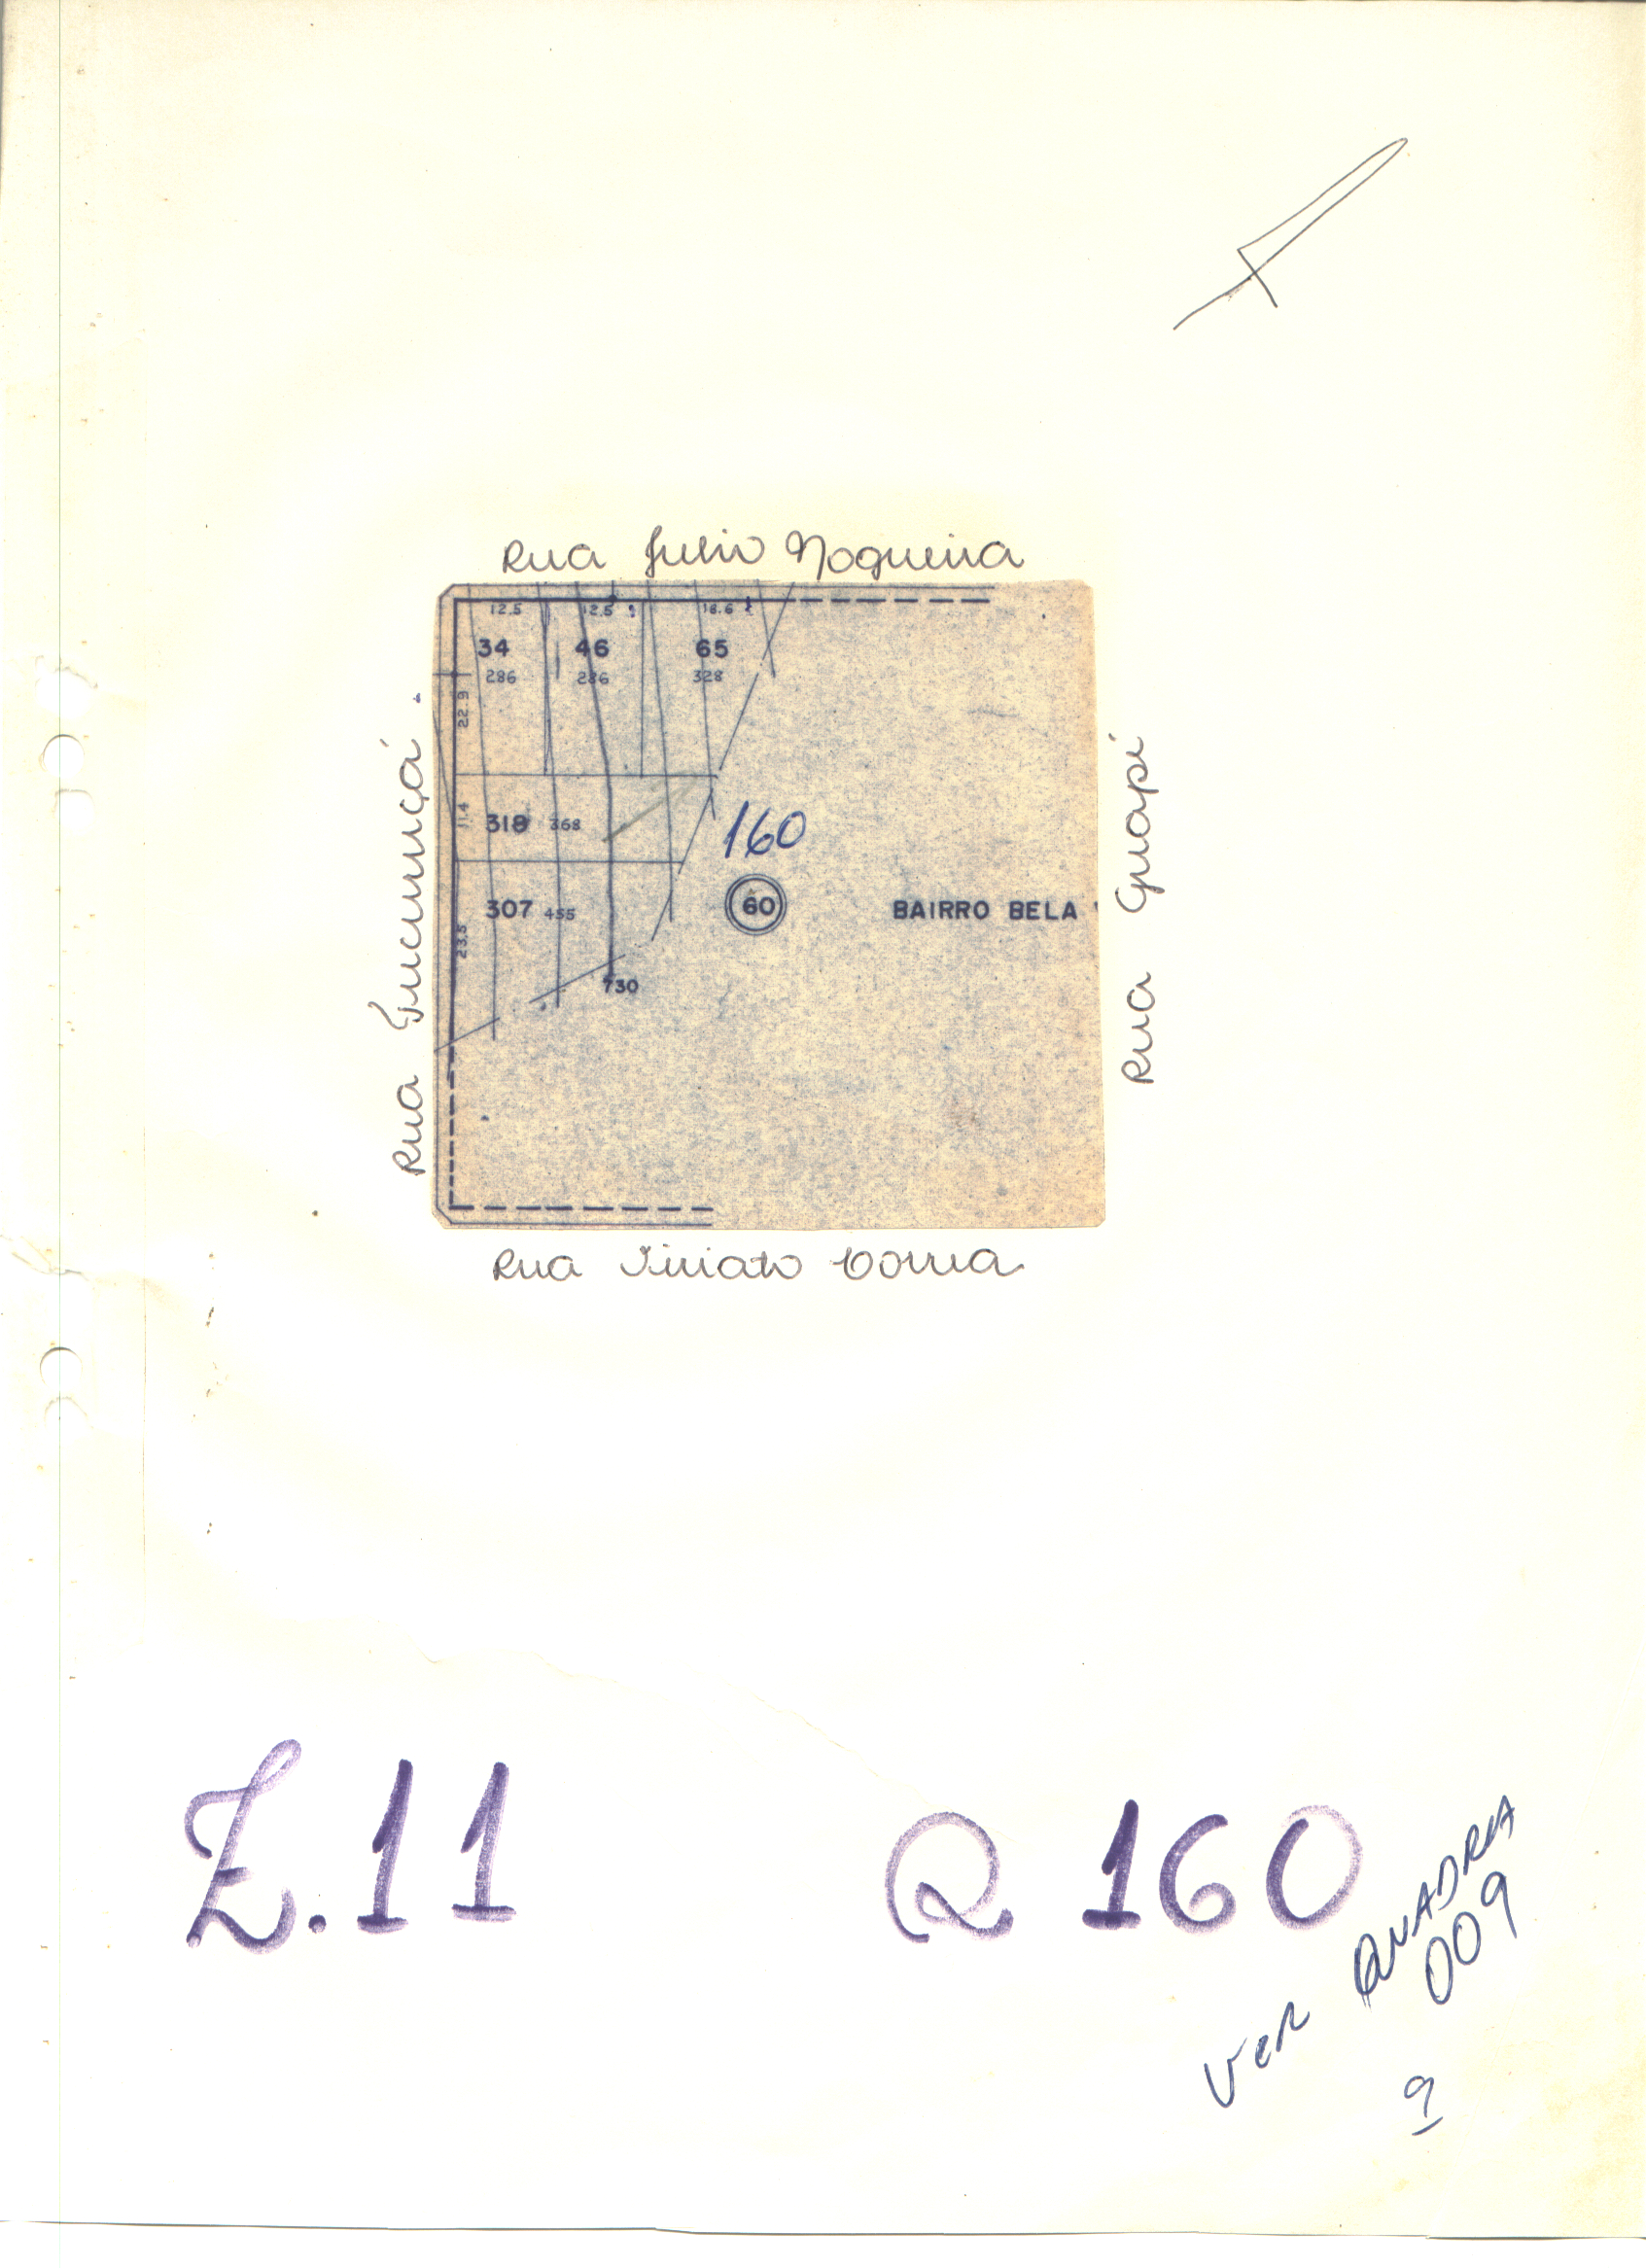 Rua Julio Nogueira
12.5 12.5 18.6
34 46 65
286 286 328
22.9
11.4
318 368
160
60
BAIRRO BELA
307 455
23.5
730
Rua
Rua Guapi
Rua Viriato Correa
Z.11
Q 160
VER QUADRA
009
9